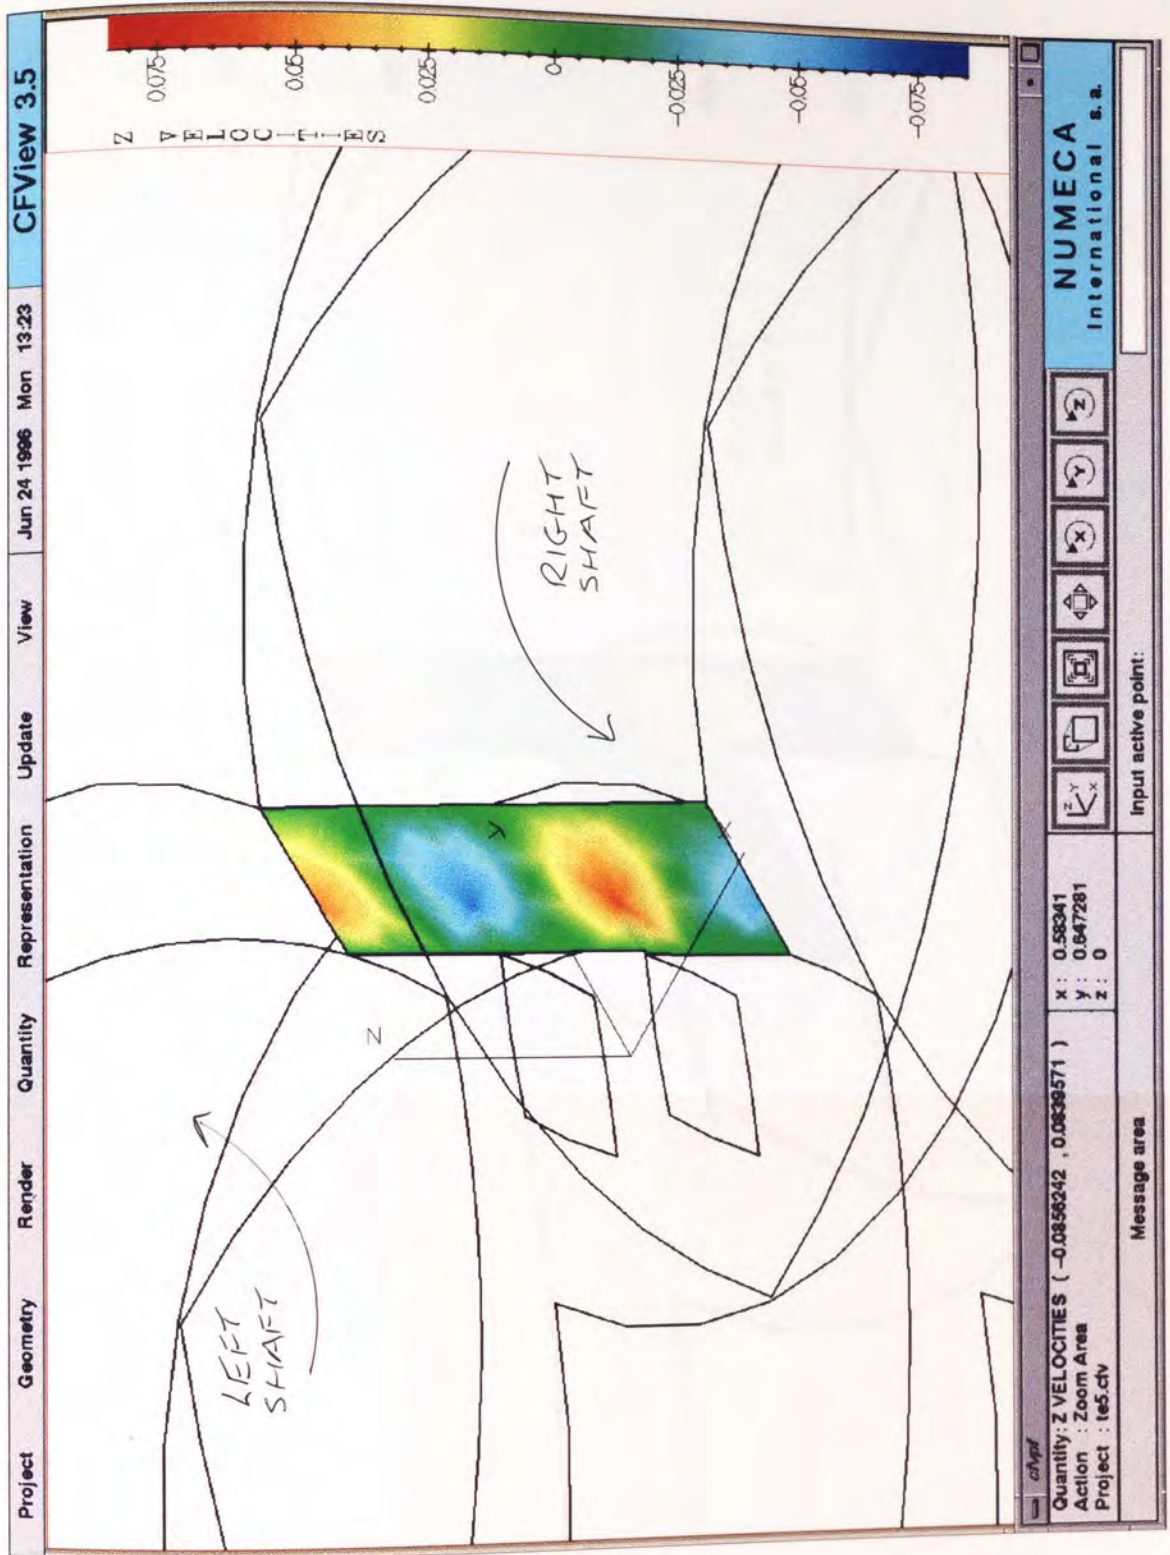 Project Geometry Render Quantity Representation Update View Jun 24 1996 Mon 13:23 CFView 3.5
Z VELOCITIES
0.075
0.05
0.025
0
-0.025
-0.05
-0.075
LEFT
SHAFT
RIGHT
SHAFT
Z
Y
X
cfvpf
Quantity: Z VELOCITIES ( -0.0856242 , 0.0839571 )
Action : Zoom Area
Project : te5.cfv
x : 0.58341
y : 0.647281
z : 0
Z Y X
X
Y
Z
NUMECA
International s.a.
Message area
Input active point: